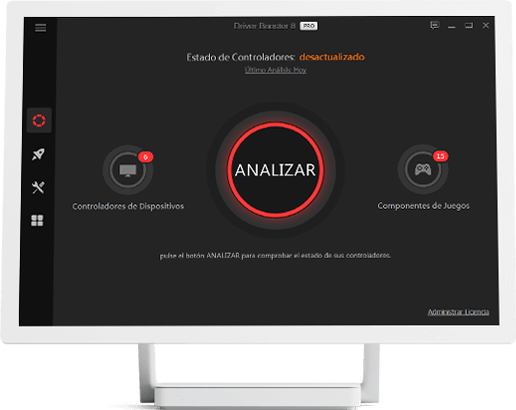 Driver Booster 8 PRO
Estado de Controladores: desactualizado
Último Análisis: Hoy
6
15
ANALIZAR
Controladores de Dispositivos
Componentes de Juegos
pulse el botón ANALIZAR para comprobar el estado de sus controladores.
Administrar Licencia